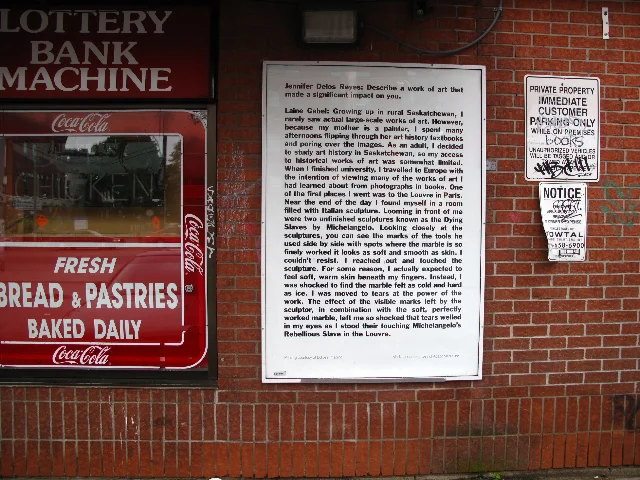 LOTTERY
BANK
MACHINE
Coca-Cola
Coca-Cola
FRESH
BREAD & PASTRIES
BAKED DAILY
Coca-Cola
Jennifer Delos Reyes: Describe a work of art that
made a significant impact on you.
Laine Gabel: Growing up in rural Saskatchewan, I
rarely saw actual large-scale works of art. However,
because my mother is a painter, I spent many
afternoons flipping through her art history textbooks
and poring over the images. As an adult, I decided
to study art history in Saskatchewan, so my access
to historical works of art was somewhat limited.
When I finished university, I travelled to Europe with
the intention of viewing many of the works of art I
had learned about from photographs in books. One
of the first places I went was to the Louvre in Paris.
Near the end of the day I found myself in a room
filled with Italian sculpture. Looming in front of me
were two unfinished sculptures known as the Dying
Slaves by Michelangelo. Looking closely at the
sculptures, you can see the marks of the tools he
used side by side with spots where the marble is so
finely worked it looks as soft and smooth as skin. I
couldn't resist. I reached out and touched the
sculpture. For some reason, I actually expected to
feel soft, warm skin beneath my fingers. Instead, I
was shocked to find the marble felt as cold and hard
as ice. I was moved to tears at the power of the
work. The effect of the visible marks left by the
sculptor, in combination with the soft, perfectly
worked marble, left me so shocked that tears welled
in my eyes as I stood their touching Michelangelo's
Rebellious Slave in the Louvre.
PRIVATE PROPERTY
IMMEDIATE
CUSTOMER
PARKING ONLY
WHILE ON PREMISES
UNAUTHORIZED VEHICLES
WILL BE TAGGED
NOTICE
OWTAL
-658-6900